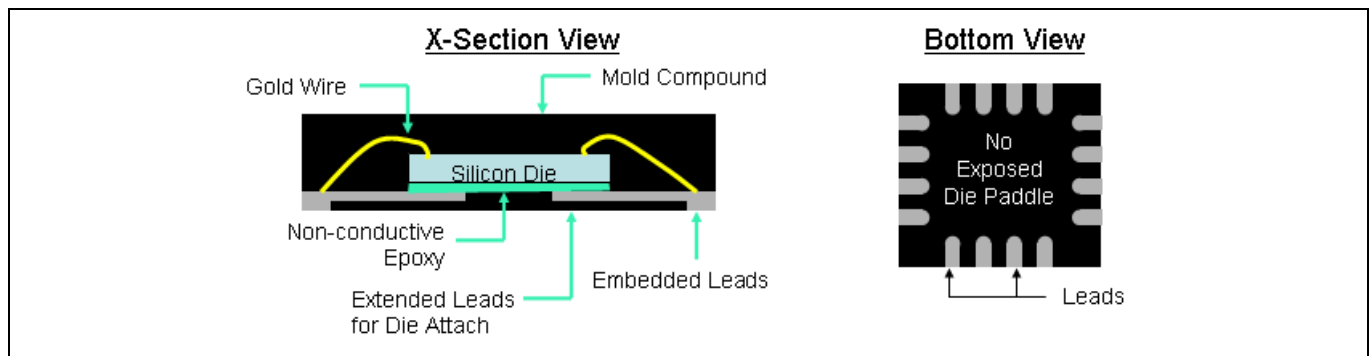 X-Section View
Gold Wire
Mold Compound
Silicon Die
Non-conductive
Epoxy
Extended Leads
for Die Attach
Embedded Leads
Bottom View
No
Exposed
Die Paddle
Leads